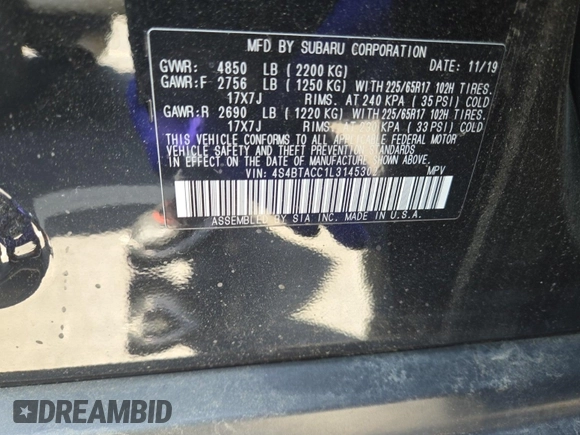 MFD BY SUBARU CORPORATION
GVWR: 4850 LB ( 2200 KG) DATE: 11/19
GAWR:F 2756 LB ( 1250 KG) WITH 225/65R17 102H TIRES.
17X7J RIMS. AT 240 KPA ( 35 PSI) COLD
GAWR:R 2690 LB ( 1220 KG) WITH 225/65R17 102H TIRES.
17X7J RIMS. AT KPA ( 33 PSI) COLD
THIS VEHICLE CONFORMS TO ALL APPLICABLE FEDERAL MOTOR
VEHICLE SAFETY, BUMPER, AND THEFT PREVENTION STANDARDS
IN EFFECT ON THE DATE OF MANUFACTURE SHOWN ABOVE.
VIN: MPV
ASSEMBLED BY SIA INC. MADE IN U.S.A.
DREAMBID